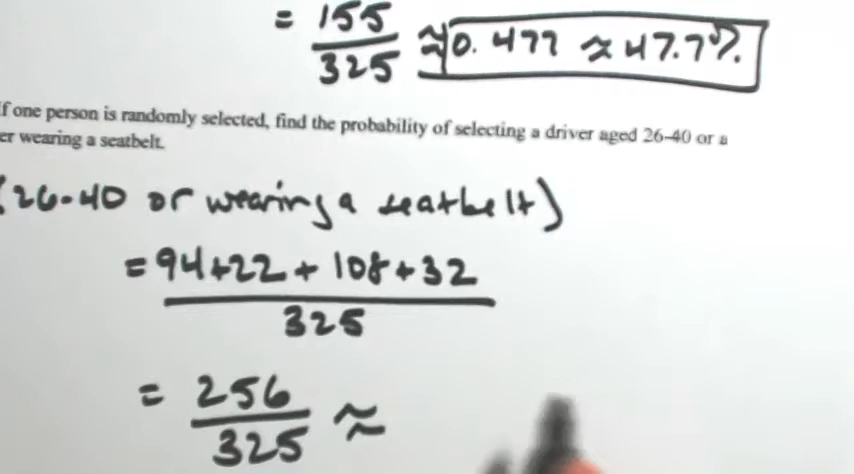 = 155
325 ≈ 0.477 ≈ 47.7%.
If one person is randomly selected, find the probability of selecting a driver aged 26-40 or a
er wearing a seatbelt.
(26-40 or wearing a seatbelt)
= 94+22+108+32
325
= 256
325 ≈